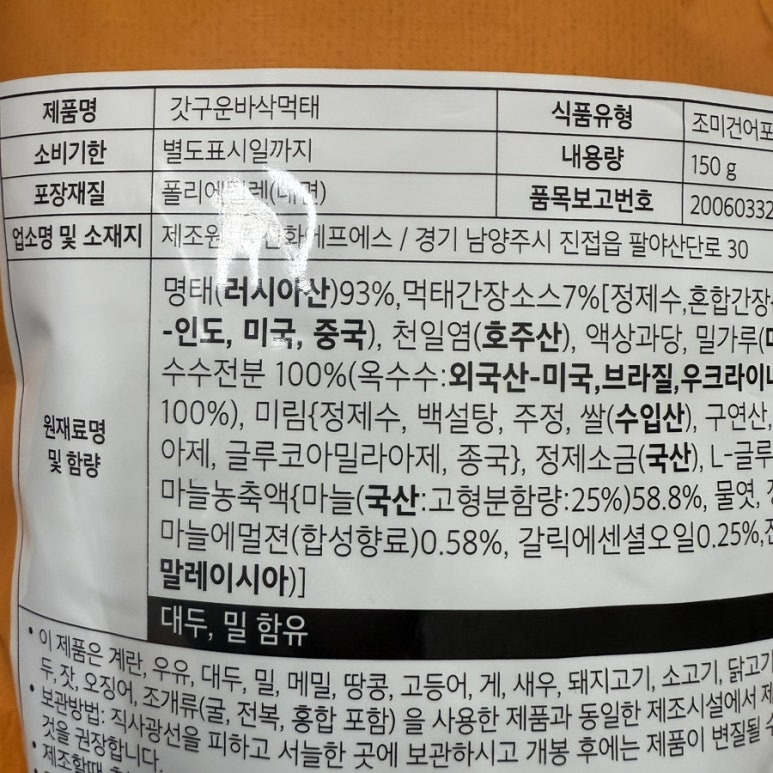 제품명 갓구운바삭먹태 식품유형 조미건어포
소비기한 별도표시일까지 내용량 150 g
포장재질 품목보고번호 20060332
업소명 및 소재지 / 경기 남양주시 진접읍 팔야산단로 30
원재료명 및 함량
명태(러시아산)93%,먹태간장소스7%[정제수,혼합간장
-인도, 미국, 중국), 천일염(호주산), 액상과당, 밀가루(
수수전분 100%(옥수수:외국산-미국,브라질,우크라이나
100%), 미림{정제수, 백설탕, 주정, 쌀(수입산), 구연산,
아제, 글루코아밀라아제, 종국}, 정제소금(국산), L-글루
마늘농축액{마늘(국산:고형분함량:25%)58.8%, 물엿,
마늘에멀젼(합성향료)0.58%, 갈릭에센셜오일0.25%,
말레이시아)]
대두, 밀 함유
• 이 제품은 계란, 우유, 대두, 밀, 메밀, 땅콩, 고등어, 게, 새우, 돼지고기, 소고기, 닭고기
두, 잣, 오징어, 조개류(굴, 전복, 홍합 포함) 을 사용한 제품과 동일한 제조시설에서 제
• 보관방법: 직사광선을 피하고 서늘한 곳에 보관하시고 개봉 후에는 제품이 변질될 수
것을 권장합니다.
• 제조할때